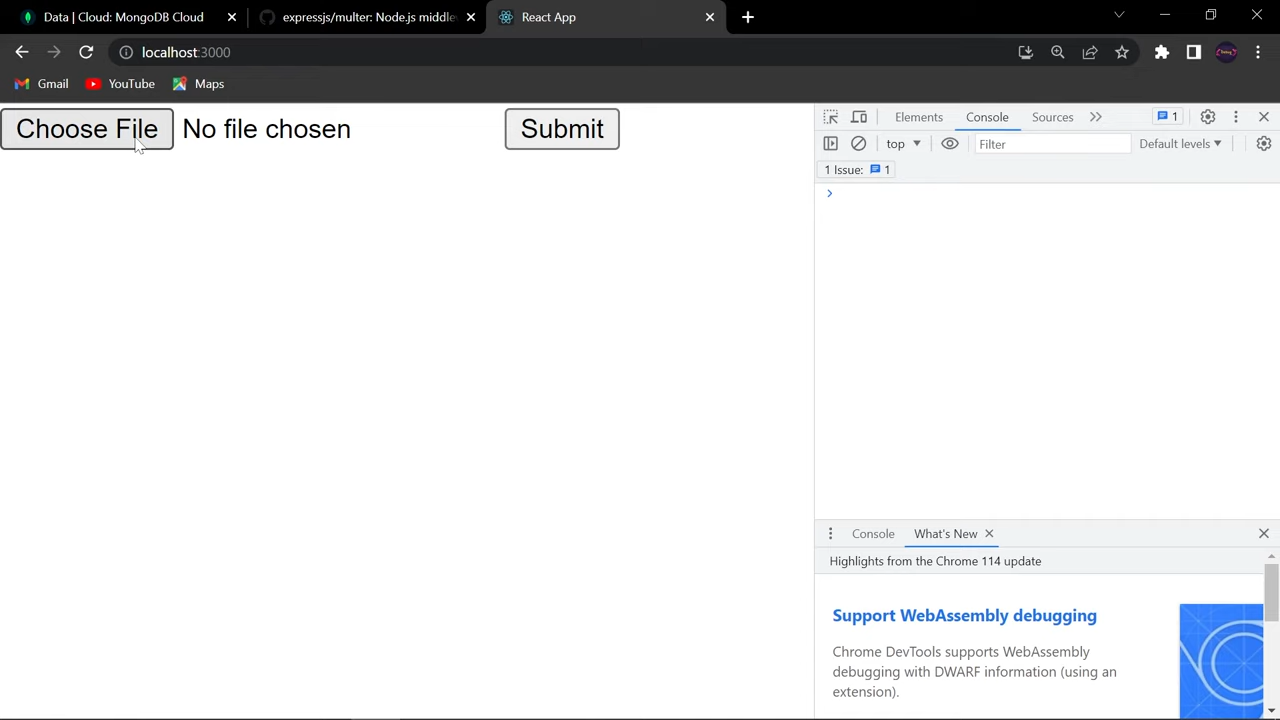 Data | Cloud: MongoDB Cloud
expressjs/multer: Node.js middlew
React App
localhost:3000
Gmail
YouTube
Maps
Choose File No file chosen
Submit
Elements
Console
Sources
1
top
Filter
Default levels
1 Issue: 1
Console
What's New
Highlights from the Chrome 114 update
Support WebAssembly debugging
Chrome DevTools supports WebAssembly
debugging with DWARF information (using an
extension).